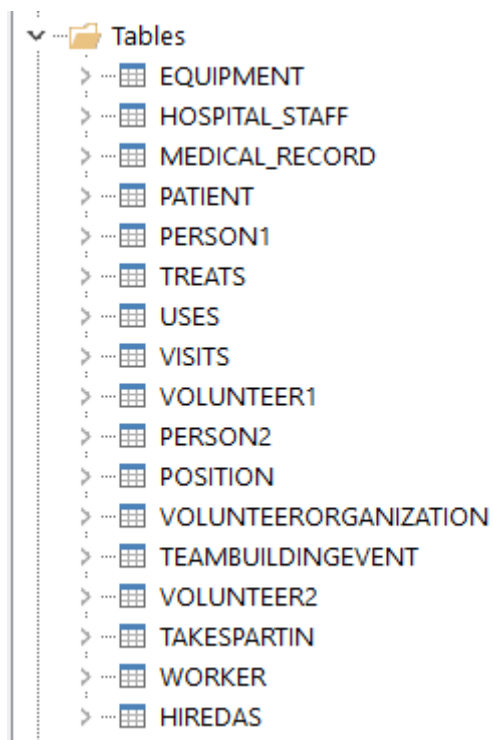 Tables
EQUIPMENT
HOSPITAL_STAFF
MEDICAL_RECORD
PATIENT
PERSON1
TREATS
USES
VISITS
VOLUNTEER1
PERSON2
POSITION
VOLUNTEERORGANIZATION
TEAMBUILDINGEVENT
VOLUNTEER2
TAKESPARTIN
WORKER
HIREDAS